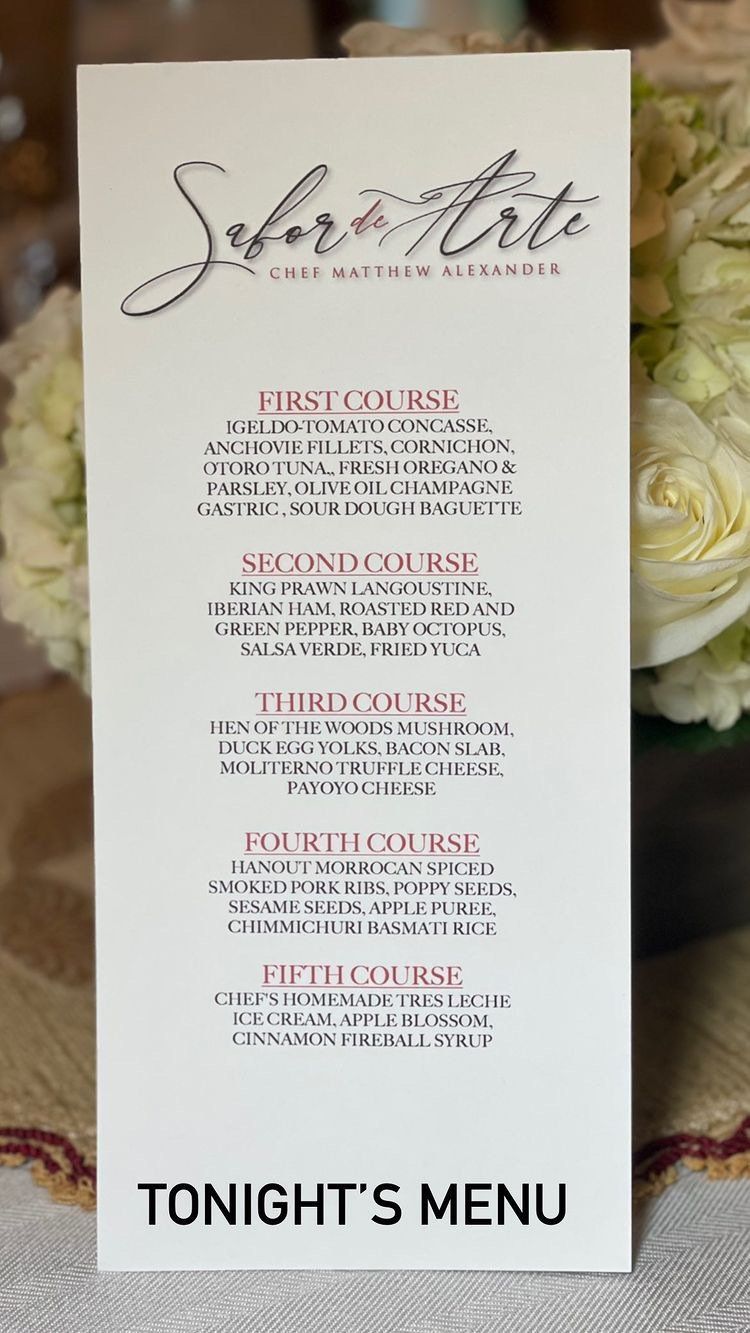 Sabor de Arte
CHEF MATTHEW ALEXANDER
FIRST COURSE
IGELDO-TOMATO CONCASSE,
ANCHOVIE FILLETS, CORNICHON,
OTORO TUNA,, FRESH OREGANO &
PARSLEY, OLIVE OIL CHAMPAGNE
GASTRIC , SOUR DOUGH BAGUETTE
SECOND COURSE
KING PRAWN LANGOUSTINE,
IBERIAN HAM, ROASTED RED AND
GREEN PEPPER, BABY OCTOPUS,
SALSA VERDE, FRIED YUCA
THIRD COURSE
HEN OF THE WOODS MUSHROOM,
DUCK EGG YOLKS, BACON SLAB,
MOLITERNO TRUFFLE CHEESE,
PAYOYO CHEESE
FOURTH COURSE
HANOUT MORROCAN SPICED
SMOKED PORK RIBS, POPPY SEEDS,
SESAME SEEDS, APPLE PUREE,
CHIMMICHURI BASMATI RICE
FIFTH COURSE
CHEF'S HOMEMADE TRES LECHE
ICE CREAM, APPLE BLOSSOM,
CINNAMON FIREBALL SYRUP
TONIGHT'S MENU